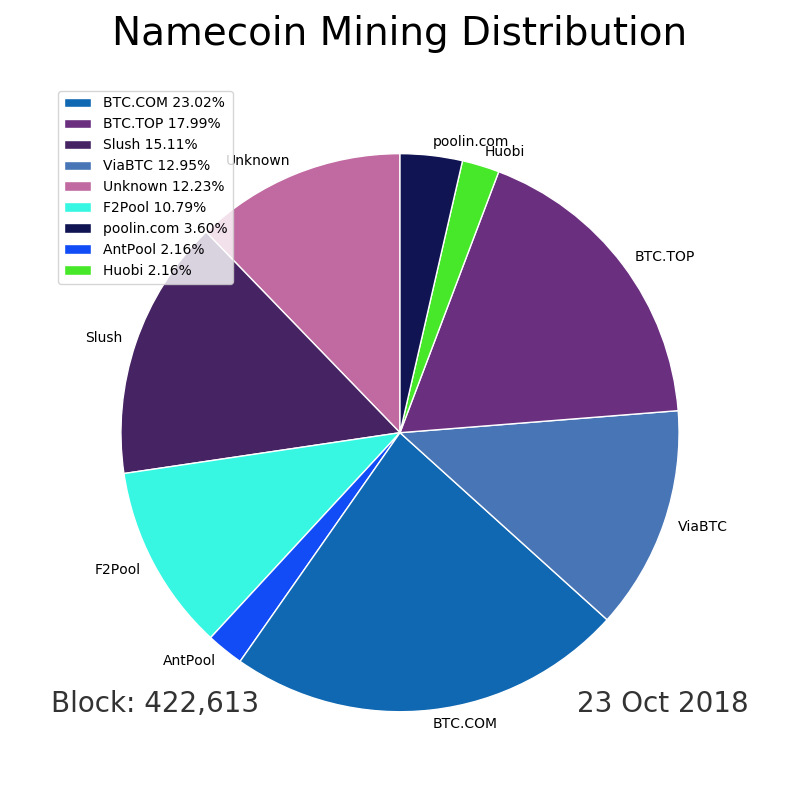 Namecoin Mining Distribution
BTC.COM 23.02%
BTC.TOP 17.99%
Slush 15.11%
ViaBTC 12.95%
Unknown 12.23%
F2Pool 10.79%
poolin.com 3.60%
AntPool 2.16%
Huobi 2.16%
poolin.com
Huobi
Unknown
BTC.TOP
Slush
ViaBTC
F2Pool
AntPool
BTC.COM
Block: 422,613
23 Oct 2018